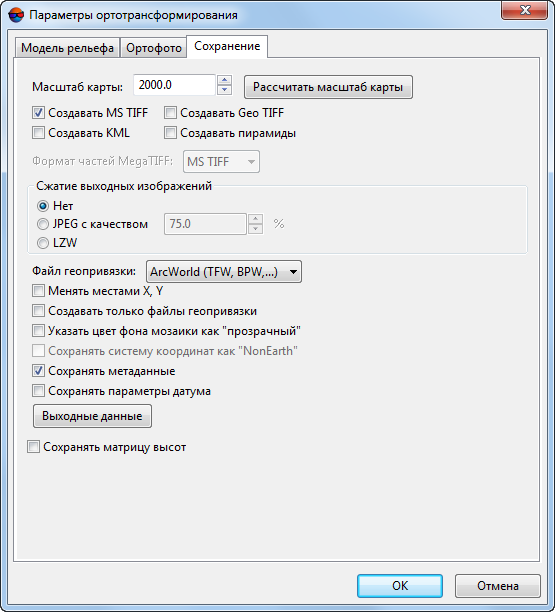 Параметры ортотрансформирования
Модель рельефа Ортофото Сохранение
Масштаб карты: 2000.0 Рассчитать масштаб карты
Создавать MS TIFF Создавать Geo TIFF
Создавать KML Создавать пирамиды
Формат частей MegaTIFF: MS TIFF
Сжатие выходных изображений
Нет
JPEG с качеством 75.0 %
LZW
Файл геопривязки: ArcWorld (TFW, BPW,...)
Менять местами X, Y
Создавать только файлы геопривязки
Указать цвет фона мозаики как "прозрачный"
Сохранять систему координат как "NonEarth"
Сохранять метаданные
Сохранять параметры датума
Выходные данные
Сохранять матрицу высот
OK Отмена